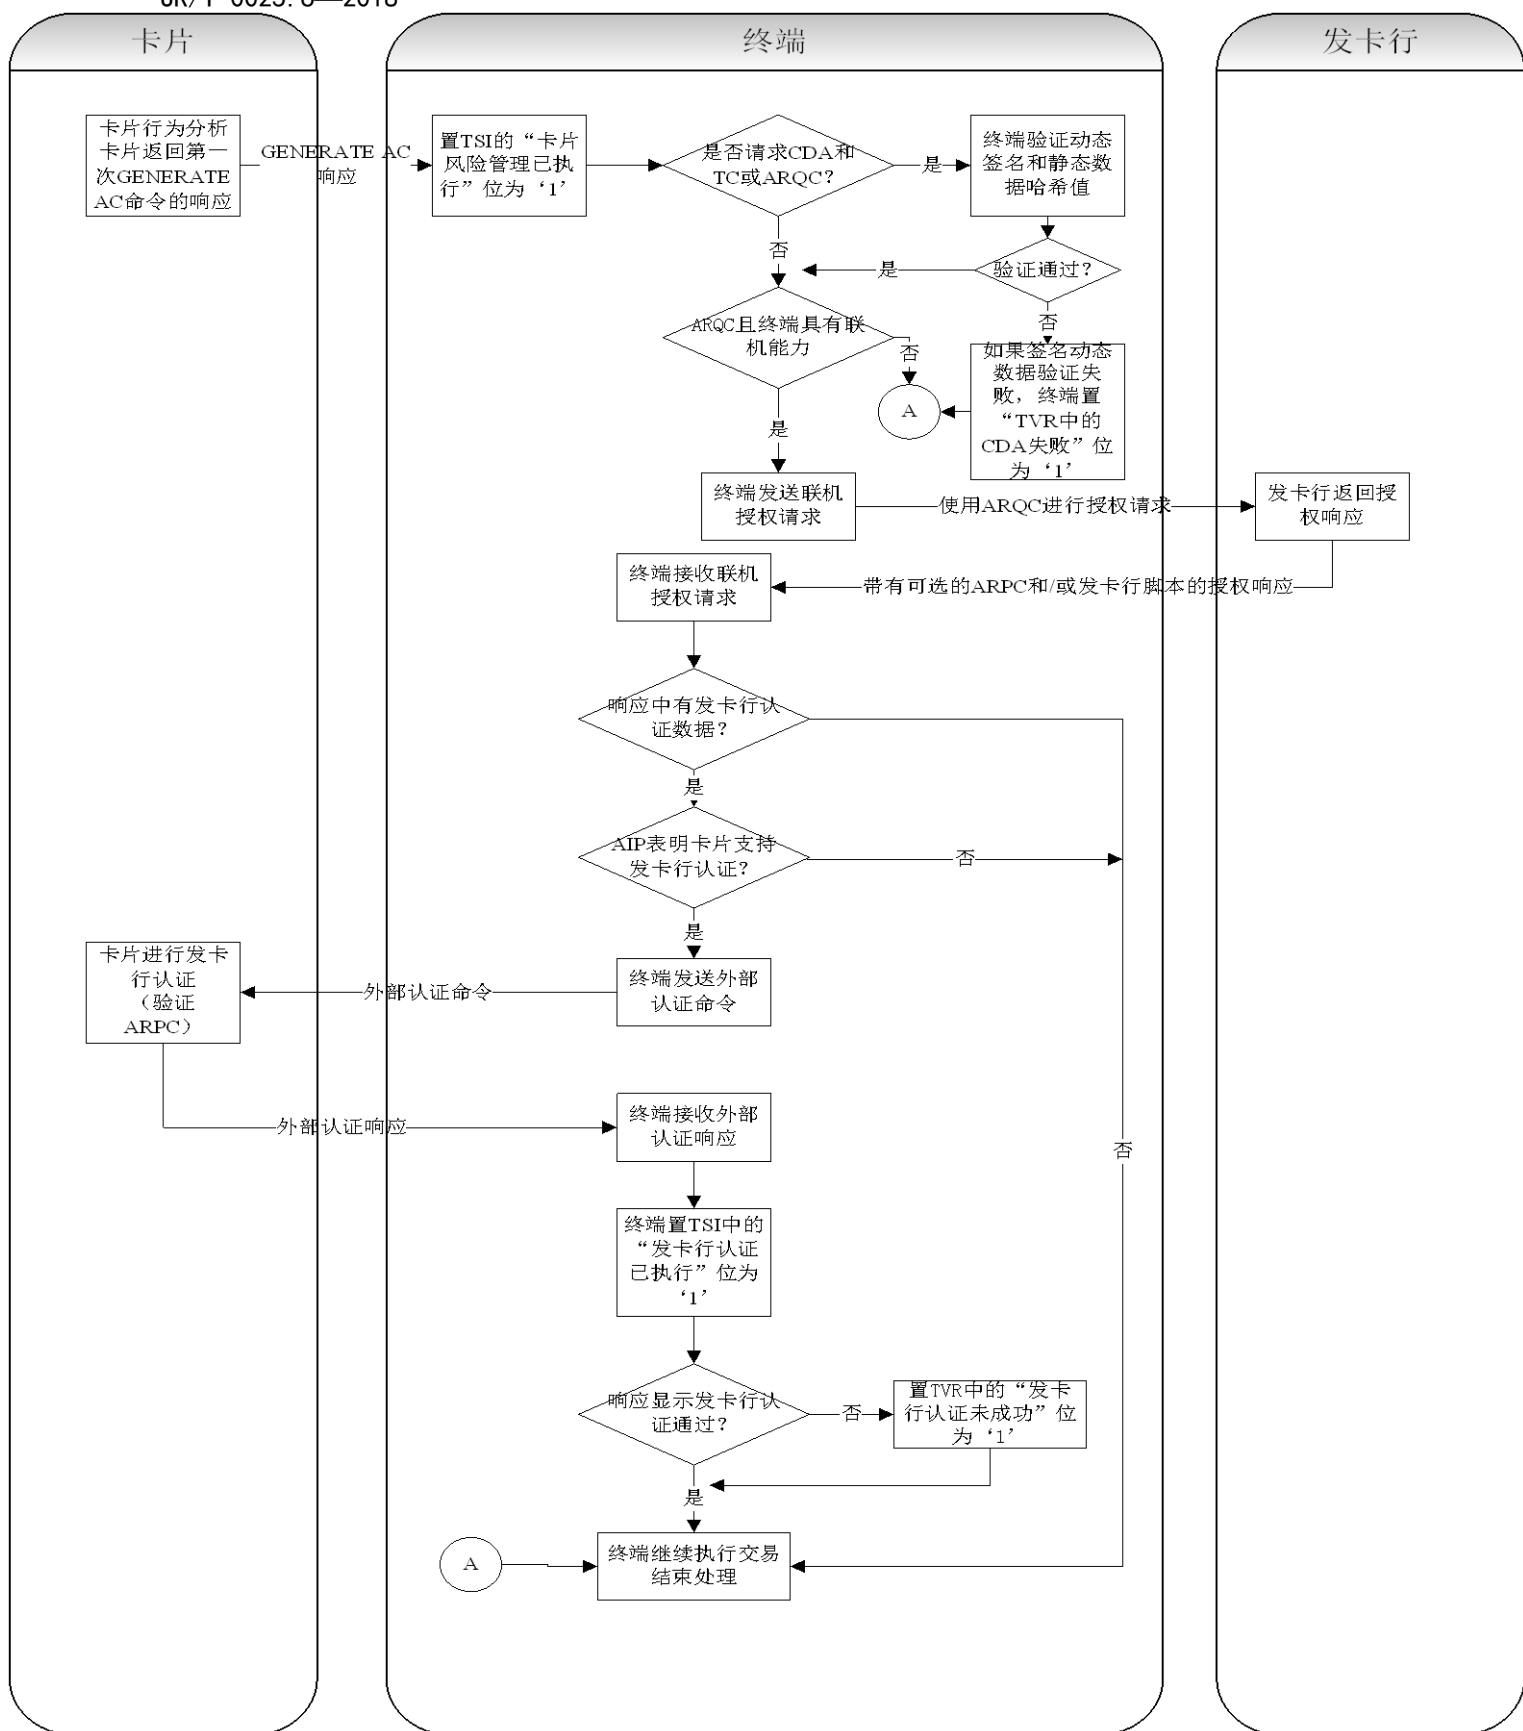 卡片
终端
发卡行
卡片行为分析
卡片返回第一
次GENERATE
AC命令的响应
GENERATE AC
响应
置TSI的“卡片
风险管理已执
行”位为‘1’
是否请求CDA和
TC或ARQC？
是
终端验证动态
签名和静态数
据哈希值
否
是
验证通过？
否
ARQC且终端具有联
机能力
否
A
如果签名动态
数据验证失
败，终端置
“TVR中的
CDA失败”位
为‘1’
是
终端发送联机
授权请求
使用ARQC进行授权请求
发卡行返回授
权响应
终端接收联机
授权请求
带有可选的ARPC和/或发卡行脚本的授权响应
响应中有发卡行认
证数据？
是
AIP表明卡片支持
发卡行认证？
否
是
卡片进行发卡
行认证
（验证
ARPC）
外部认证命令
终端发送外部
认证命令
外部认证响应
终端接收外部
认证响应
否
终端置TSI中的
“发卡行认证
已执行”位为
‘1’
响应显示发卡行认
证通过？
否
置TVR中的“发卡
行认证未成功”位
为‘1’
是
A
终端继续执行交易
结束处理